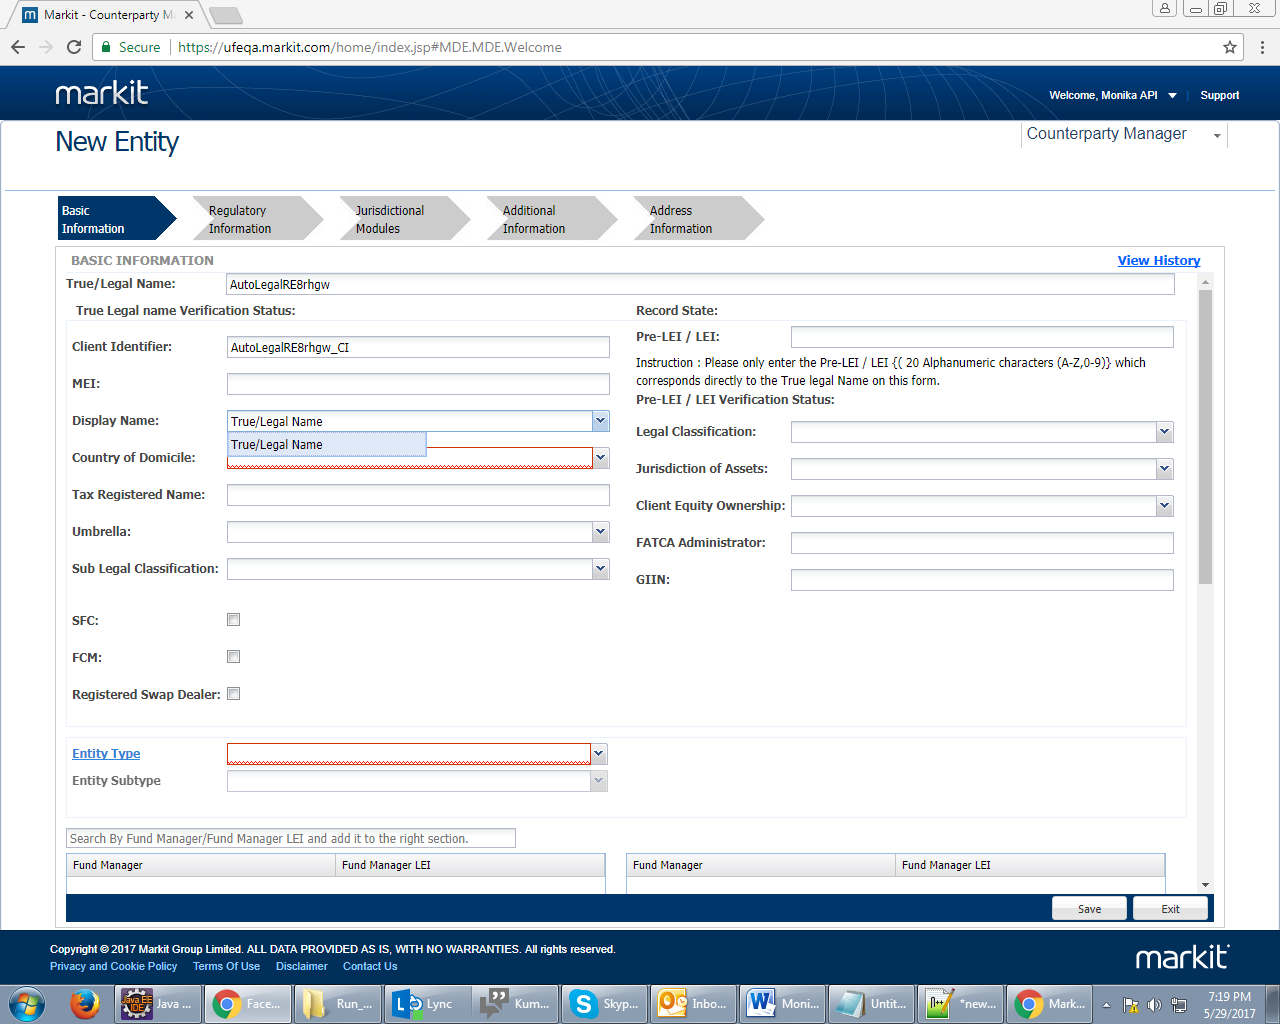 Markit - Counterparty M
Secure
https://ufeqa.markit.com/home/index.jsp#MDE.MDE.Welcome
markit
Welcome, Monika API
Support
New Entity
Counterparty Manager
Basic
Information
Regulatory
Information
Jurisdictional
Modules
Additional
Information
Address
Information
BASIC INFORMATION
View History
True/Legal Name:
AutoLegalRE8rhgw
True Legal name Verification Status:
Record State:
Client Identifier:
AutoLegalRE8rhgw_CI
Pre-LEI / LEI:
Instruction : Please only enter the Pre-LEI / LEI {( 20 Alphanumeric characters (A-Z,0-9)} which
corresponds directly to the True legal Name on this form.
MEI:
Pre-LEI / LEI Verification Status:
Display Name:
True/Legal Name
True/Legal Name
Legal Classification:
Country of Domicile:
Jurisdiction of Assets:
Tax Registered Name:
Client Equity Ownership:
Umbrella:
FATCA Administrator:
Sub Legal Classification:
GIIN:
SFC:
FCM:
Registered Swap Dealer:
Entity Type
Entity Subtype
Search By Fund Manager/Fund Manager LEI and add it to the right section.
Fund Manager
Fund Manager LEI
Fund Manager
Fund Manager LEI
Save
Exit
Copyright © 2017 Markit Group Limited. ALL DATA PROVIDED AS IS, WITH NO WARRANTIES. All rights reserved.
Privacy and Cookie Policy
Terms Of Use
Disclaimer
Contact Us
markit
Java EE
IDE
Java ...
Face...
Run_...
Lync
Kum...
Skyp...
Inbo...
Moni...
Untit...
*new...
Mark...
7:19 PM
5/29/2017